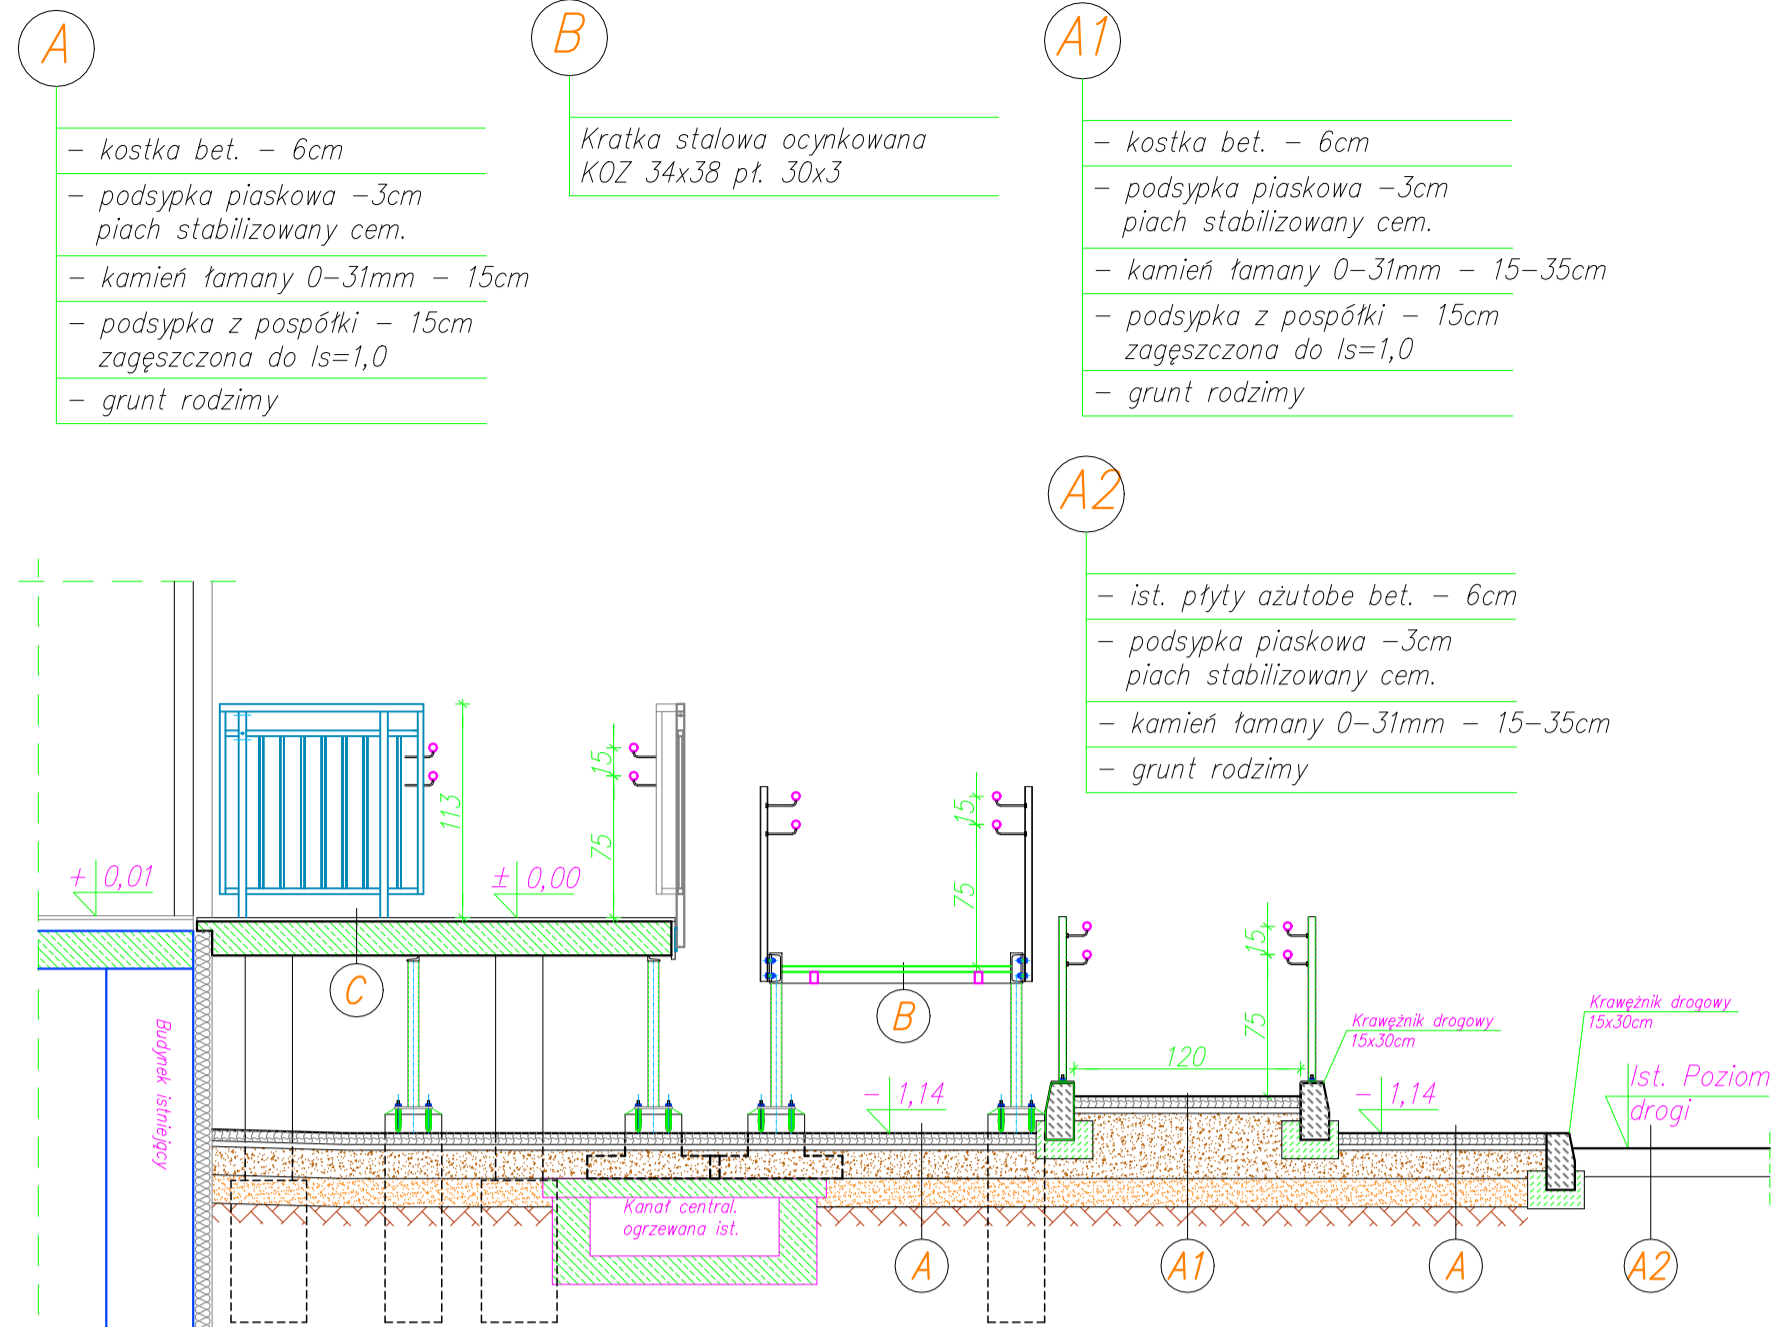 A
- kostka bet. - 6cm
- podsypka piaskowa -3cm
piach stabilizowany cem.
- kamień łamany 0-31mm - 15cm
- podsypka z pospółki - 15cm
zagęszczona do Is=1,0
- grunt rodzimy
B
Kratka stalowa ocynkowana
KOZ 34x38 pł. 30x3
A1
- kostka bet. - 6cm
- podsypka piaskowa -3cm
piach stabilizowany cem.
- kamień łamany 0-31mm - 15-35cm
- podsypka z pospółki - 15cm
zagęszczona do Is=1,0
- grunt rodzimy
A2
- ist. płyty ażutobe bet. - 6cm
- podsypka piaskowa -3cm
piach stabilizowany cem.
- kamień łamany 0-31mm - 15-35cm
- grunt rodzimy
+ 0,01
113
± 0,00
15
75
15
75
15
75
120
C
B
Budynek istniejący
- 1,14
- 1,14
Krawężnik drogowy
15x30cm
Krawężnik drogowy
15x30cm
Ist. Poziom
drogi
Kanał central.
ogrzewana ist.
A
A1
A
A2